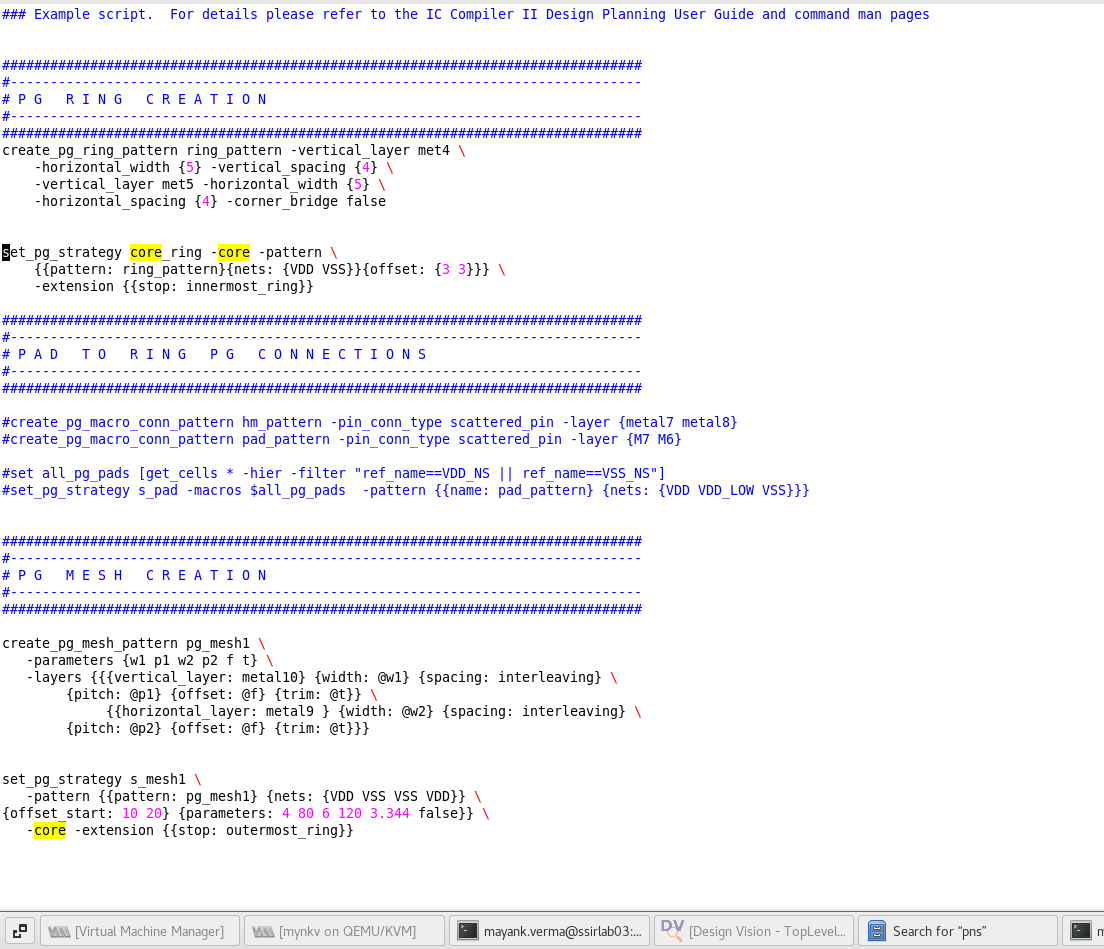 ### Example script.  For details please refer to the IC Compiler II Design Planning User Guide and command man pages
################################################################################
#-------------------------------------------------------------------------------
# P G   R I N G   C R E A T I O N
#-------------------------------------------------------------------------------
################################################################################
create_pg_ring_pattern ring_pattern -vertical_layer met4 \
    -horizontal_width {5} -vertical_spacing {4} \
    -vertical_layer met5 -horizontal_width {5} \
    -horizontal_spacing {4} -corner_bridge false
set_pg_strategy core_ring -core -pattern \
    {{pattern: ring_pattern}{nets: {VDD VSS}}{offset: {3 3}}} \
    -extension {{stop: innermost_ring}}
################################################################################
#-------------------------------------------------------------------------------
# P A D   T O   R I N G   P G   C O N N E C T I O N S
#-------------------------------------------------------------------------------
################################################################################
#create_pg_macro_conn_pattern hm_pattern -pin_conn_type scattered_pin -layer {metal7 metal8}
#create_pg_macro_conn_pattern pad_pattern -pin_conn_type scattered_pin -layer {M7 M6}
#set all_pg_pads [get_cells * -hier -filter "ref_name==VDD_NS || ref_name==VSS_NS"]
#set_pg_strategy s_pad -macros $all_pg_pads  -pattern {{name: pad_pattern} {nets: {VDD VDD_LOW VSS}}}
################################################################################
#-------------------------------------------------------------------------------
# P G   M E S H   C R E A T I O N
#-------------------------------------------------------------------------------
################################################################################
create_pg_mesh_pattern pg_mesh1 \
   -parameters {w1 p1 w2 p2 f t} \
   -layers {{{vertical_layer: metal10} {width: @w1} {spacing: interleaving} \
        {pitch: @p1} {offset: @f} {trim: @t}} \
             {{horizontal_layer: metal9 } {width: @w2} {spacing: interleaving} \
        {pitch: @p2} {offset: @f} {trim: @t}}}
set_pg_strategy s_mesh1 \
   -pattern {{pattern: pg_mesh1} {nets: {VDD VSS VSS VDD}} \
{offset_start: 10 20} {parameters: 4 80 6 120 3.344 false}} \
   -core -extension {{stop: outermost_ring}}
[Virtual Machine Manager] [mynkv on QEMU/KVM] mayank.verma@ssirlab03:... DV [Design Vision - TopLevel... Search for “pns” m